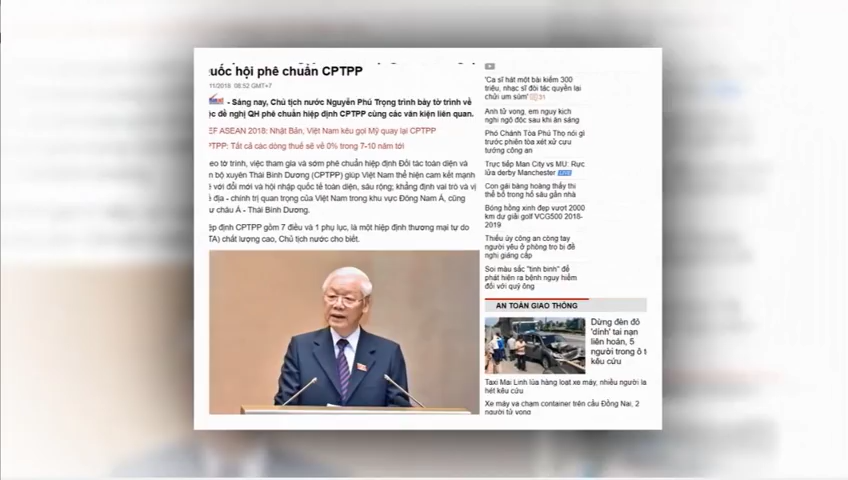 uốc hội phê chuẩn CPTPP
11/2018 08:52 GMT+7
- Sáng nay, Chủ tịch nước Nguyễn Phú Trọng trình bày tờ trình về
đề nghị QH phê chuẩn hiệp định CPTPP cùng các văn kiện liên quan.
EF ASEAN 2018: Nhật Bản, Việt Nam kêu gọi Mỹ quay lại CPTPP
PTPP: Tất cả các dòng thuế sẽ về 0% trong 7-10 năm tới
eo tờ trình, việc tham gia và sớm phê chuẩn hiệp định Đối tác toàn diện và
n bộ xuyên Thái Bình Dương (CPTPP) giúp Việt Nam thể hiện cam kết mạnh
với đổi mới và hội nhập quốc tế toàn diện, sâu rộng; khẳng định vai trò và vị
địa - chính trị quan trọng của Việt Nam trong khu vực Đông Nam Á, cũng
ư châu Á - Thái Bình Dương.
ệp định CPTPP gồm 7 điều và 1 phụ lục, là một hiệp định thương mại tự do
TA) chất lượng cao, Chủ tịch nước cho biết.
'Ca sĩ hát một bài kiếm 300
triệu, nhạc sĩ đòi tác quyền lại
chửi um sùm' 31
Anh tử vong, em nguy kịch
nghi ngộ độc sau khi ăn sáng
Phó Chánh Tòa Phú Thọ nói gì
trước phiên tòa xét xử cựu
tướng công an
Trực tiếp Man City vs MU: Rực
lửa derby Manchester
Con gái bàng hoàng thấy thi
thể bố trong hố sâu gần nhà
Bóng hồng xinh đẹp vượt 2000
km dự giải golf VCG500 2018-
2019
Thiếu úy công an còng tay
người yêu ở phòng trọ bị đề
nghị giáng cấp
Soi màu sắc "tinh binh" để
phát hiện ra bệnh nguy hiểm
đối với quý ông
AN TOÀN GIAO THÔNG
Dừng đèn đỏ
'dính' tai nạn
liên hoàn, 5
người trong ô t
kêu cứu
Taxi Mai Linh lùa hàng loạt xe máy, nhiều người la
hét kêu cứu
Xe máy va chạm container trên cầu Đồng Nai, 2
người tử vong